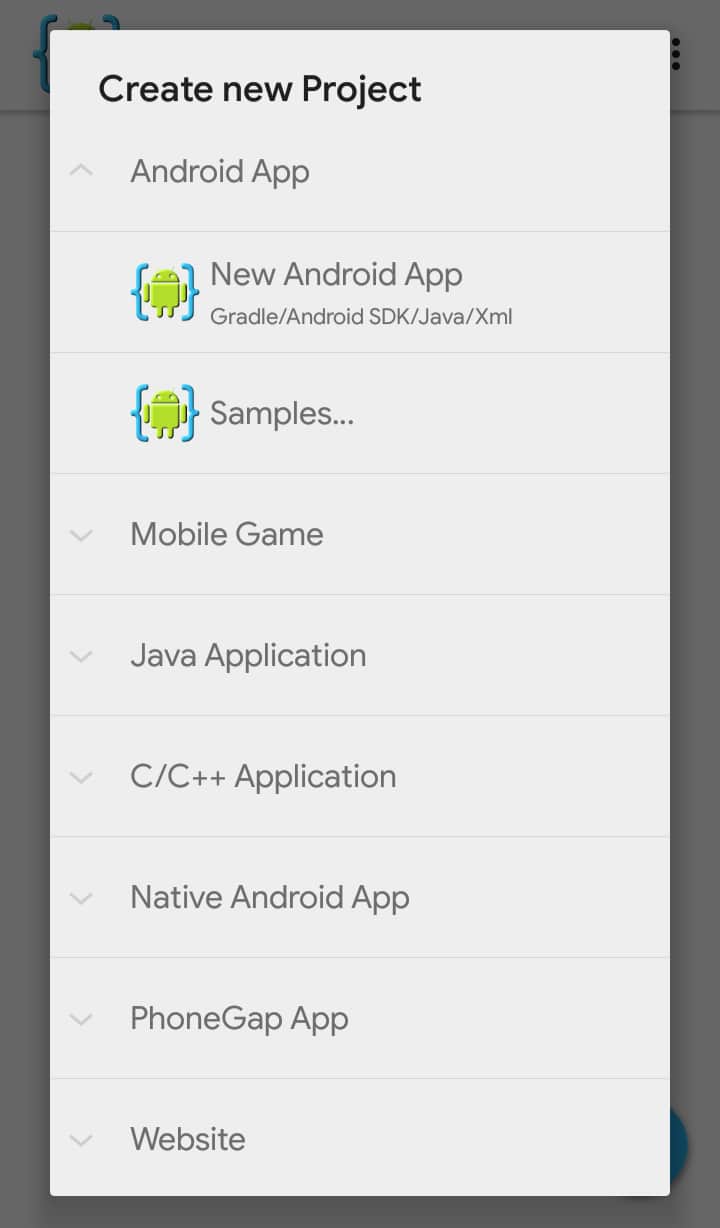 Create new Project
Android App
New Android App
Gradle/Android SDK/Java/Xml
Samples...
Mobile Game
Java Application
C/C++ Application
Native Android App
PhoneGap App
Website